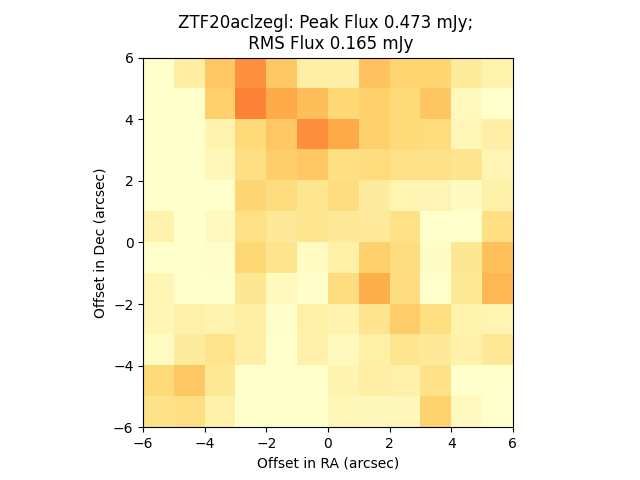 ZTF20aclzegl: Peak Flux 0.473 mJy;
RMS Flux 0.165 mJy
6
4
2
0
−2
−4
−6
Offset in Dec (arcsec)
−6 −4 −2 0 2 4 6
Offset in RA (arcsec)